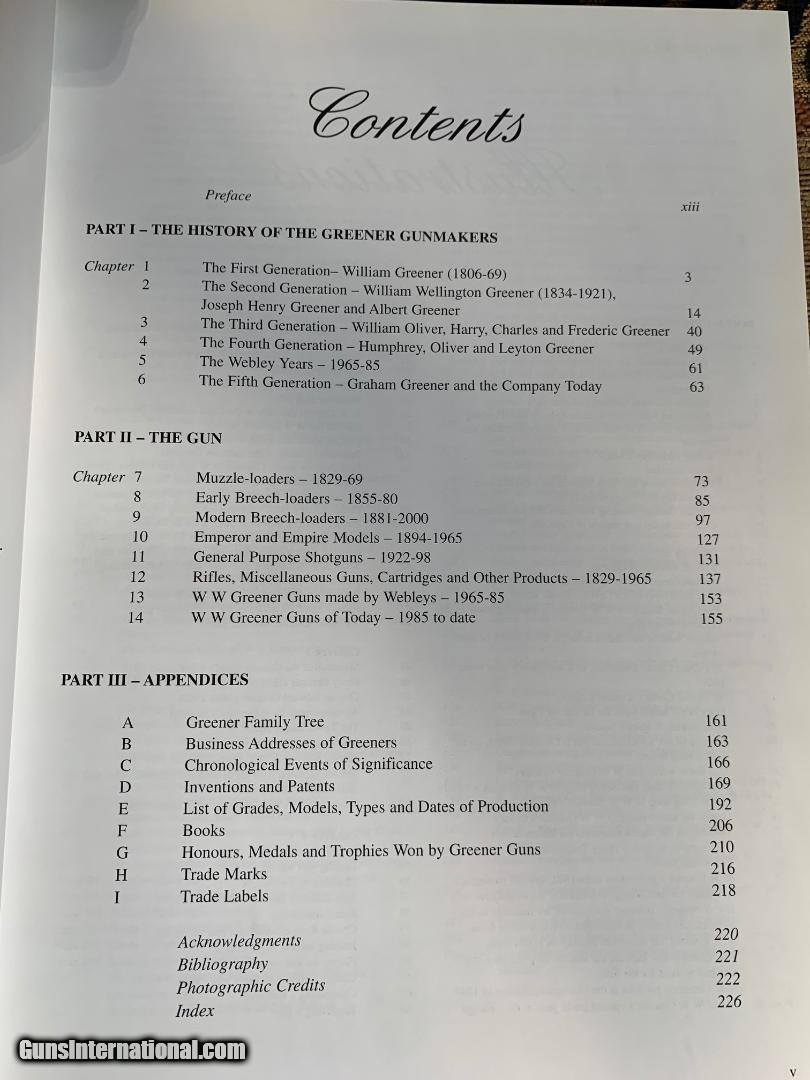 Contents
Preface xiii
PART I – THE HISTORY OF THE GREENER GUNMAKERS
Chapter 1 The First Generation– William Greener (1806-69) 3
2 The Second Generation – William Wellington Greener (1834-1921),
Joseph Henry Greener and Albert Greener 14
3 The Third Generation – William Oliver, Harry, Charles and Frederic Greener 40
4 The Fourth Generation – Humphrey, Oliver and Leyton Greener 49
5 The Webley Years – 1965-85 61
6 The Fifth Generation – Graham Greener and the Company Today 63
PART II – THE GUN
Chapter 7 Muzzle-loaders – 1829-69 73
8 Early Breech-loaders – 1855-80 85
9 Modern Breech-loaders – 1881-2000 97
10 Emperor and Empire Models – 1894-1965 127
11 General Purpose Shotguns – 1922-98 131
12 Rifles, Miscellaneous Guns, Cartridges and Other Products – 1829-1965 137
13 W W Greener Guns made by Webleys – 1965-85 153
14 W W Greener Guns of Today – 1985 to date 155
PART III – APPENDICES
A Greener Family Tree 161
B Business Addresses of Greeners 163
C Chronological Events of Significance 166
D Inventions and Patents 169
E List of Grades, Models, Types and Dates of Production 192
F Books 206
G Honours, Medals and Trophies Won by Greener Guns 210
H Trade Marks 216
I Trade Labels 218
Acknowledgments 220
Bibliography 221
Photographic Credits 222
Index 226
GunsInternational.com
v